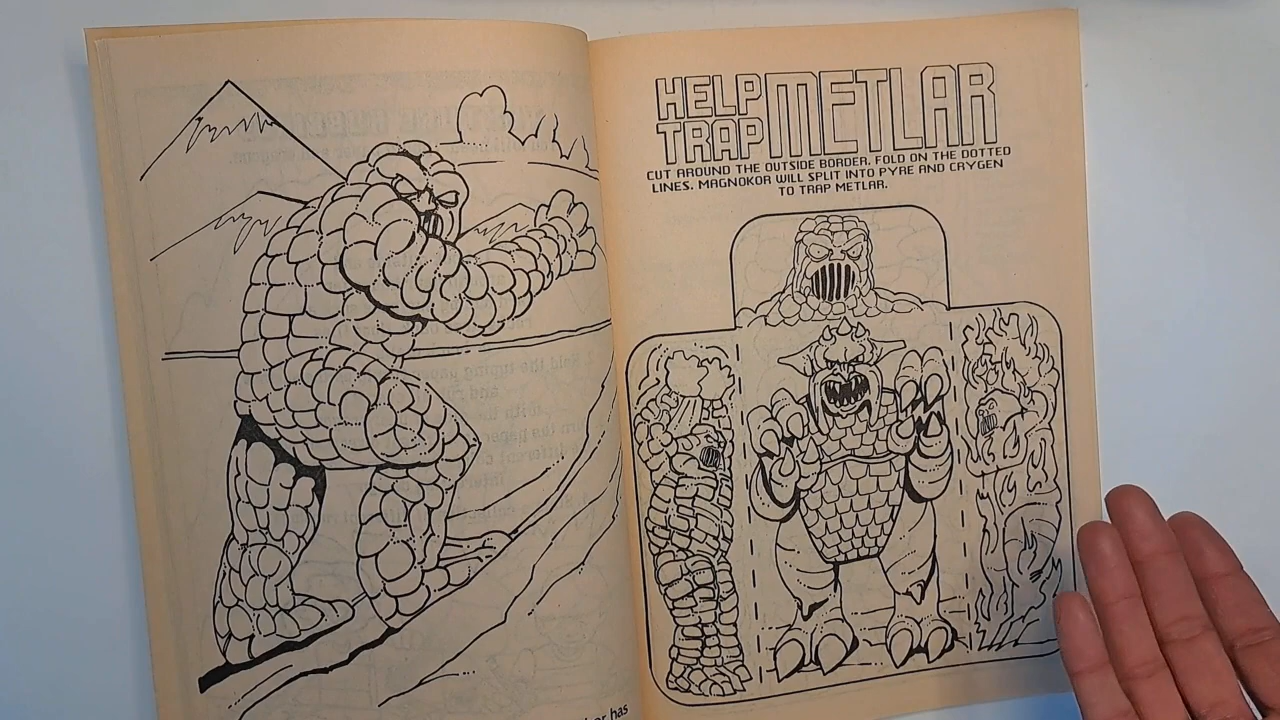 HELP
TRAP METLAR
CUT AROUND THE OUTSIDE BORDER, FOLD ON THE DOTTED
LINES. MAGNOKOR WILL SPLIT INTO PYRE AND CRYGEN
TO TRAP METLAR.
has